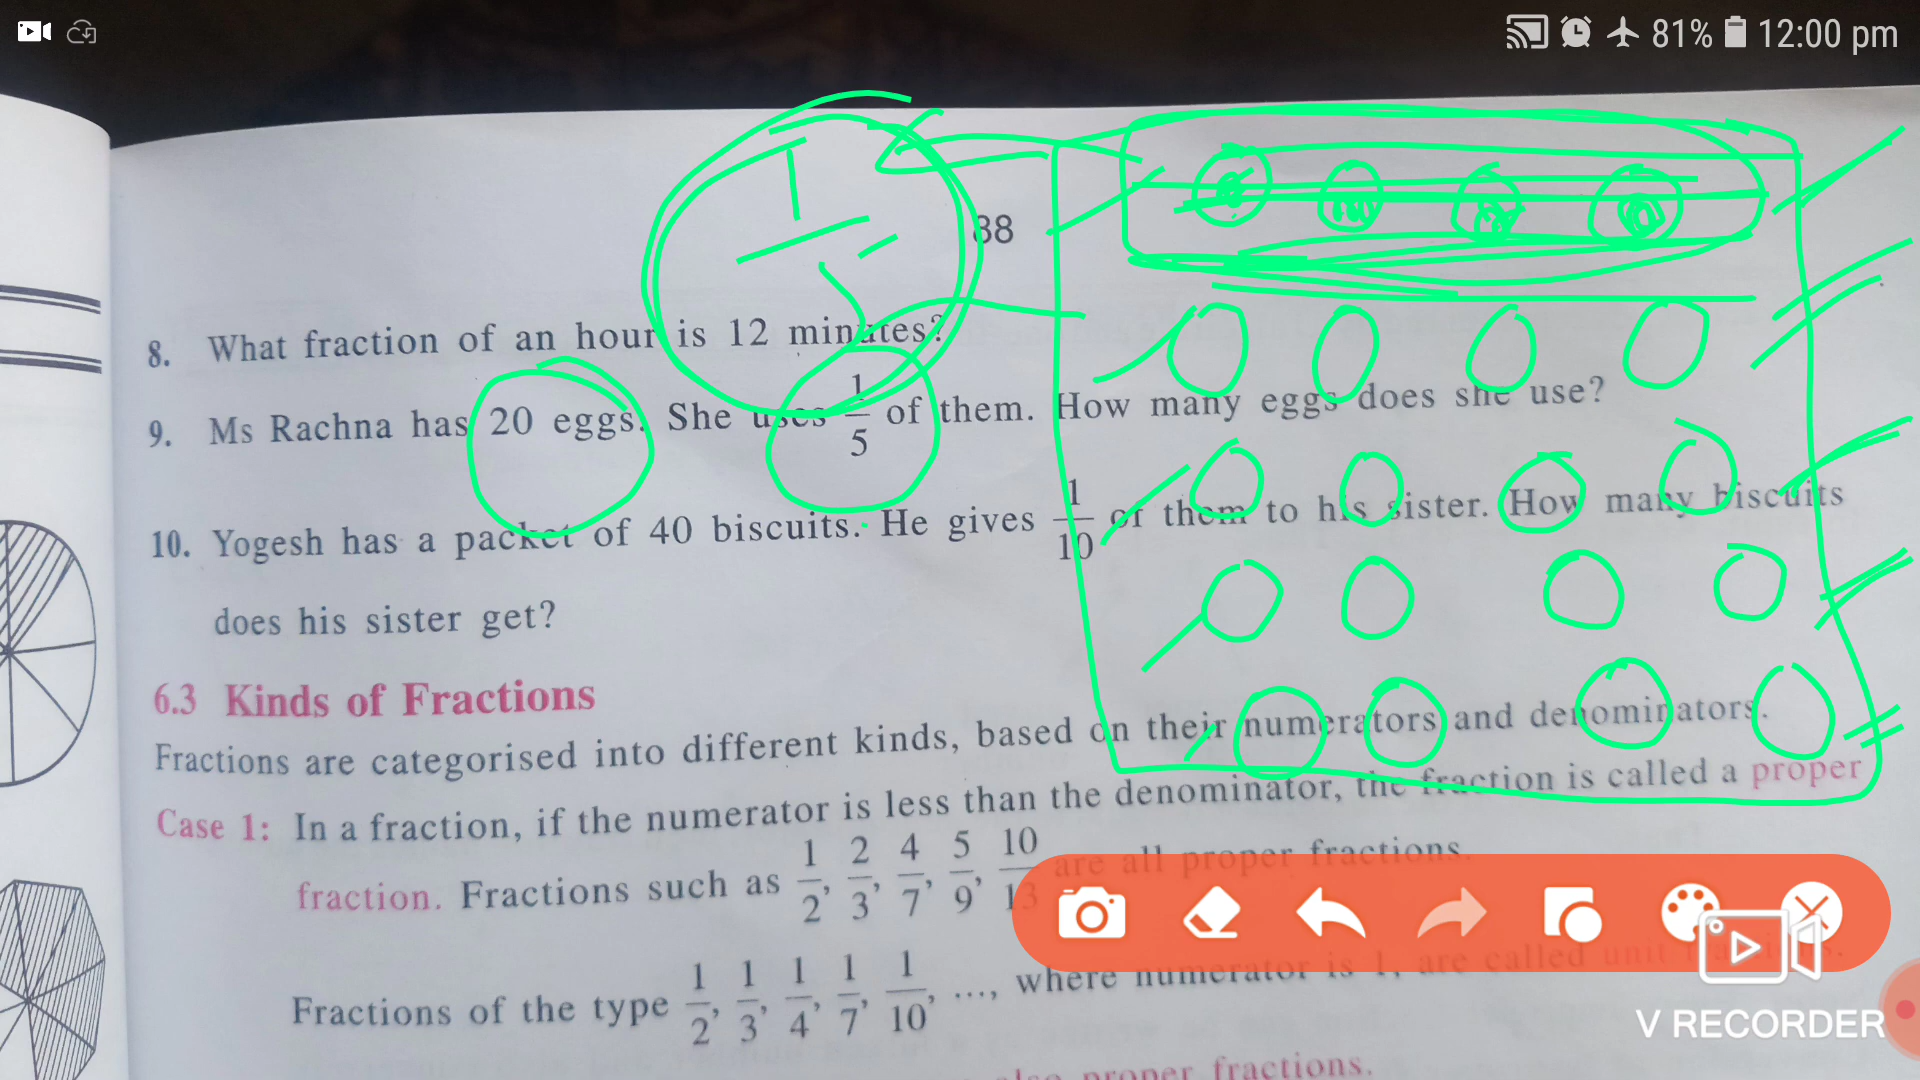 81% 12:00 pm
1
5
38
8. What fraction of an hour is 12 minutes?
9. Ms Rachna has 20 eggs. She uses 1/5 of them. How many eggs does she use?
10. Yogesh has a packet of 40 biscuits. He gives 1/10 of them to his sister. How many biscuits
does his sister get?
6.3 Kinds of Fractions
Fractions are categorised into different kinds, based on their numerators and denominators.
Case 1: In a fraction, if the numerator is less than the denominator, the fraction is called a proper
fraction. Fractions such as 1/2, 2/3, 4/7, 5/9, 10/13 are all proper fractions.
Fractions of the type 1/2, 1/3, 1/4, 1/7, 1/10, ..., where numerator is 1, are called unit fractions.
V RECORDER
also proper fractions.